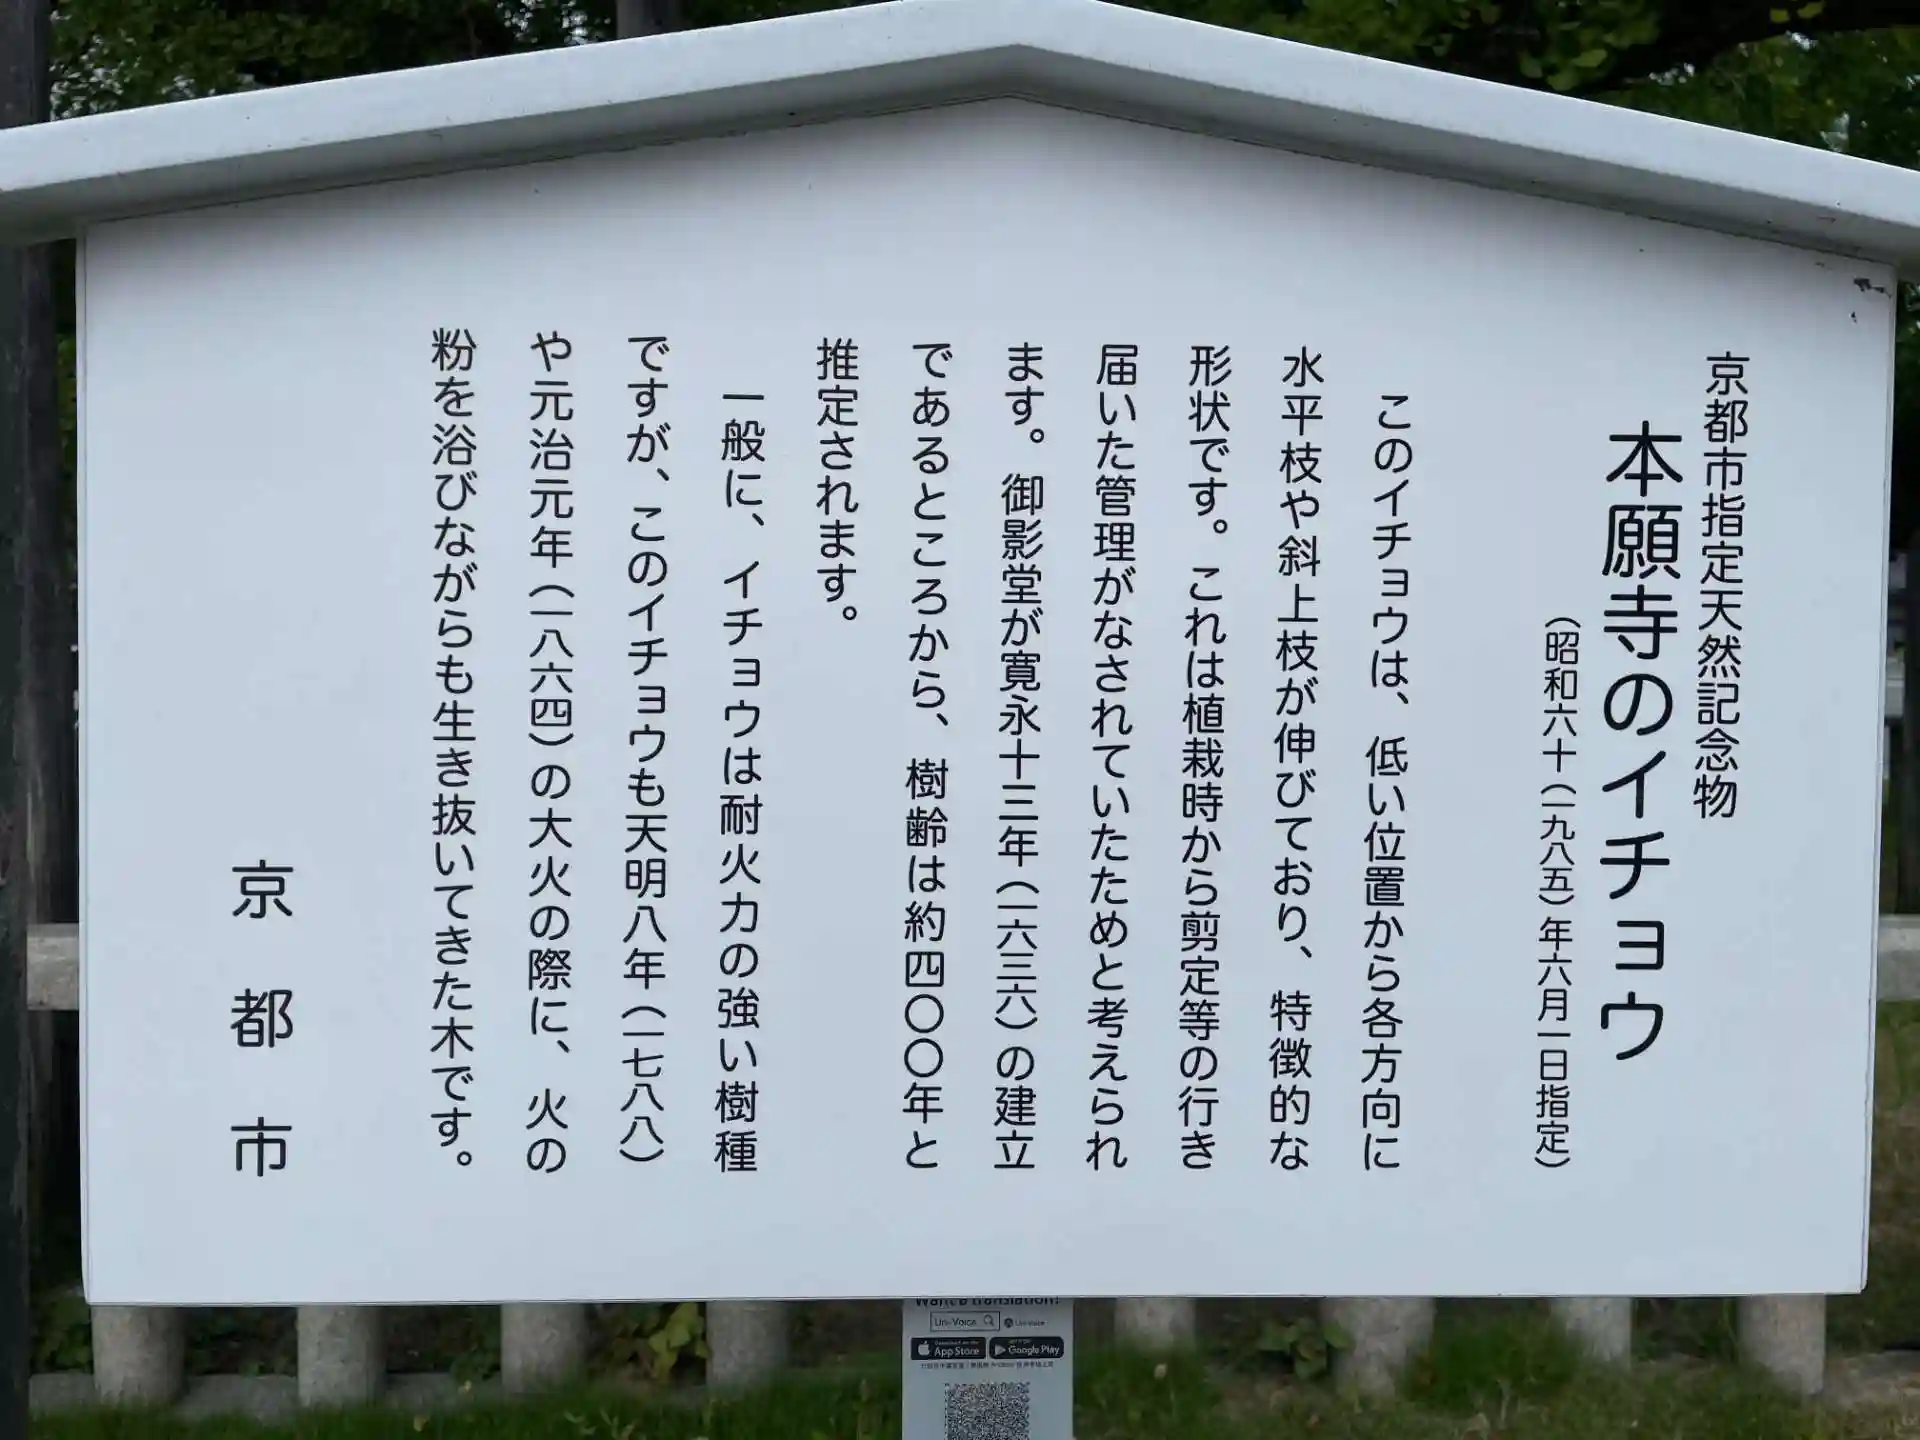 京都市指定天然記念物
本願寺のイチョウ
（昭和六十（一九八五）年六月一日指定）
このイチョウは、低い位置から各方向に
水平枝や斜上枝が伸びており、特徴的な
形状です。これは植栽時から剪定等の行き
届いた管理がなされていたためと考えられ
ます。御影堂が寛永十三年（一六三六）の建立
であるところから、樹齢は約四〇〇年と
推定されます。
一般に、イチョウは耐火力の強い樹種
ですが、このイチョウも天明八年（一七八八）
や元治元年（一八六四）の大火の際に、火の
粉を浴びながらも生き抜いてきた木です。
京都市
Want a translation?
Uni-Voice
Uni-Voice
App Store
Google Play